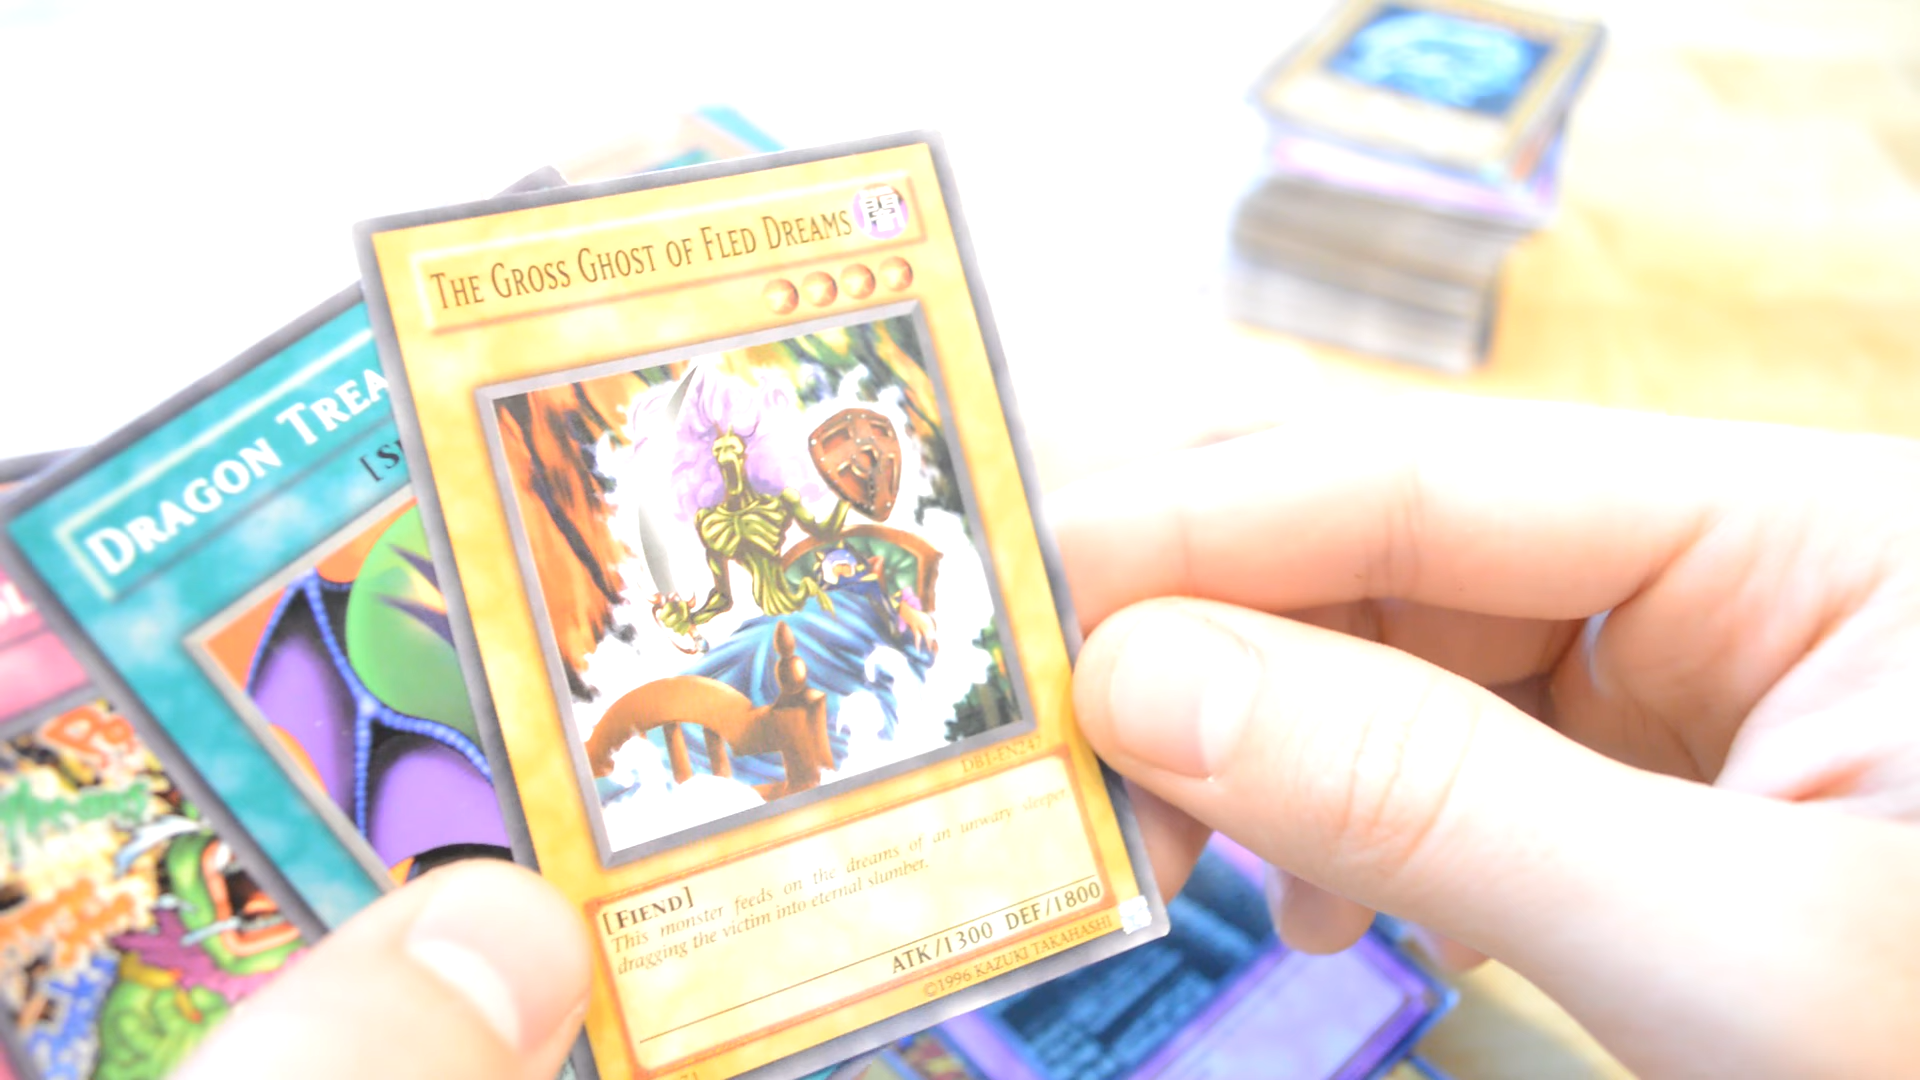 THE GROSS GHOST OF FLED DREAMS
闇
DB1-EN247
[FIEND]
This monster feeds on the dreams of an unwary sleeper,
dragging the victim into eternal slumber.
ATK/1300 DEF/1800
©1996 KAZUKI TAKAHASHI
DRAGON TREA